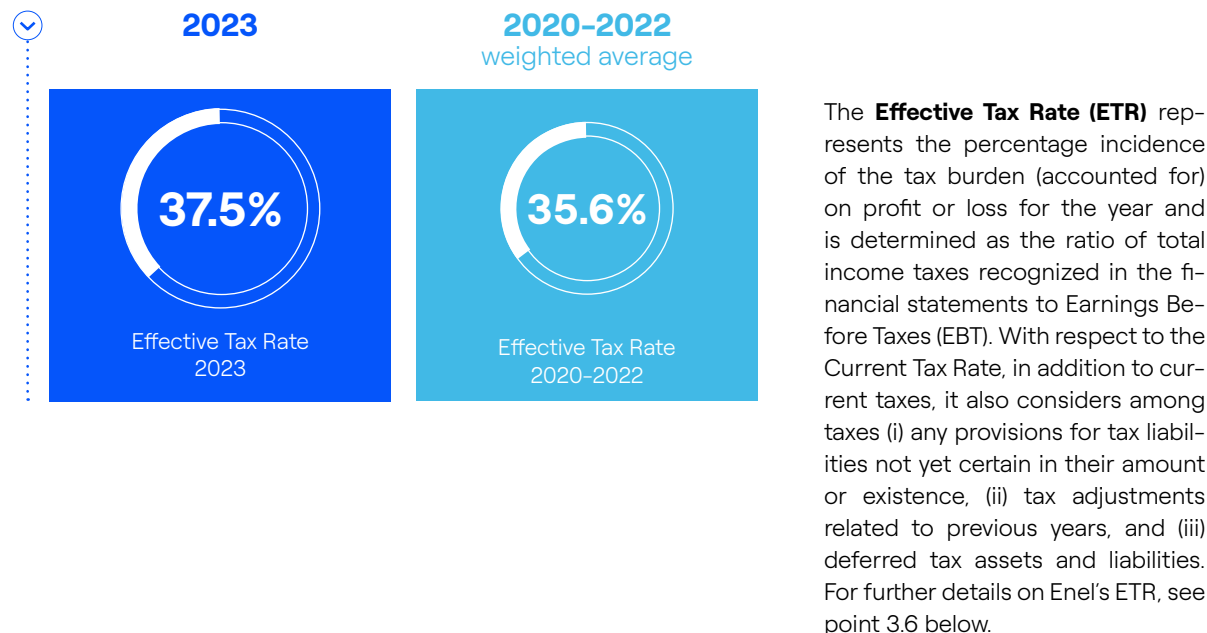 2023
37.5%
Effective Tax Rate
2023
2020-2022
weighted average
35.6%
Effective Tax Rate
2020-2022
The Effective Tax Rate (ETR) rep-
resents the percentage incidence
of the tax burden (accounted for)
on profit or loss for the year and
is determined as the ratio of total
income taxes recognized in the fi-
nancial statements to Earnings Be-
fore Taxes (EBT). With respect to the
Current Tax Rate, in addition to cur-
rent taxes, it also considers among
taxes (i) any provisions for tax liabil-
ities not yet certain in their amount
or existence, (ii) tax adjustments
related to previous years, and (iii)
deferred tax assets and liabilities.
For further details on Enel's ETR, see
point 3.6 below.